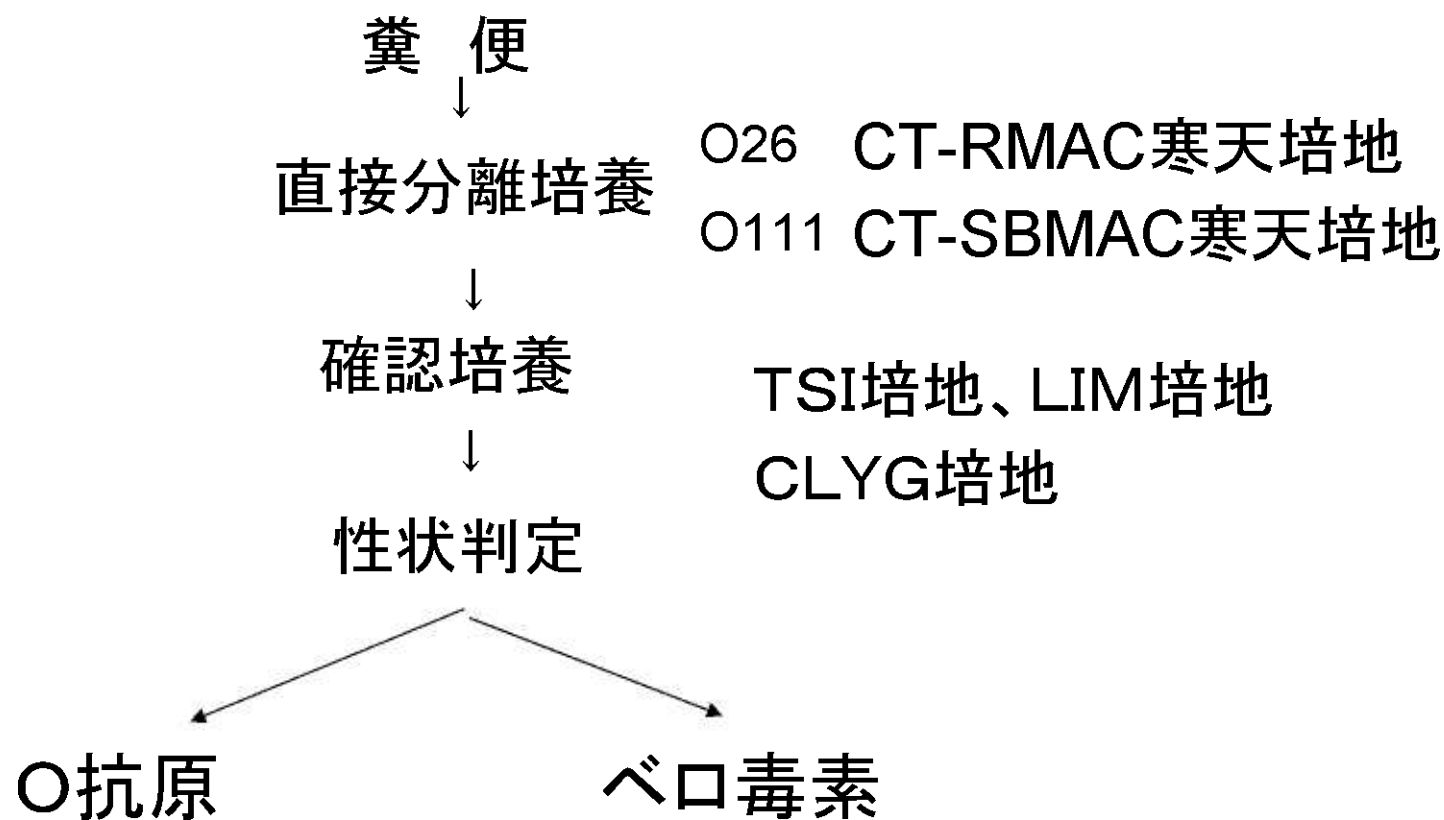 糞　便
↓
直接分離培養
O26　CT-RMAC寒天培地
O111　CT-SBMAC寒天培地
↓
確認培養
TSI培地、LIM培地
CLYG培地
↓
性状判定
O抗原
ベロ毒素